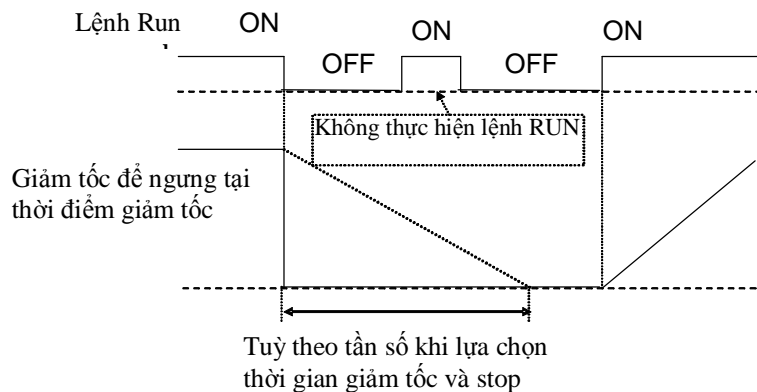 Lệnh Run
ON
ON
ON
OFF
OFF
Không thực hiện lệnh RUN
Giảm tốc để ngưng tại
thời điểm giảm tốc
Tuỳ theo tần số khi lựa chọn
thời gian giảm tốc và stop